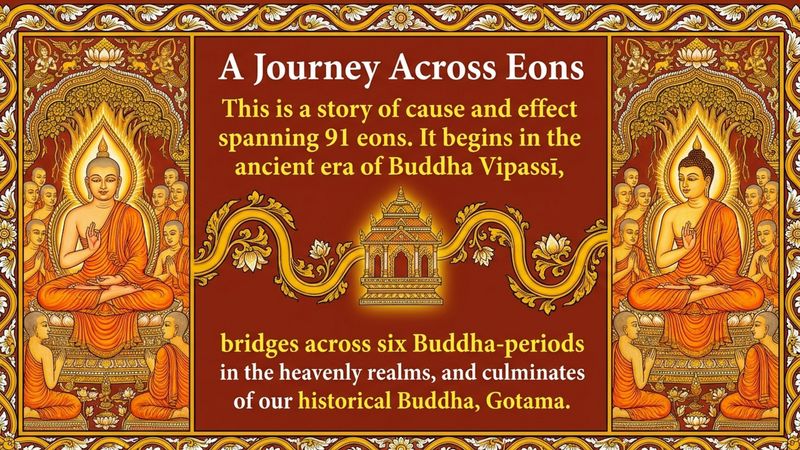 A Journey Across Eons
This is a story of cause and effect
spanning 91 eons. It begins in the
ancient era of Buddha Vipassī,
bridges across six Buddha-periods
in the heavenly realms, and culminates
of our historical Buddha, Gotama.